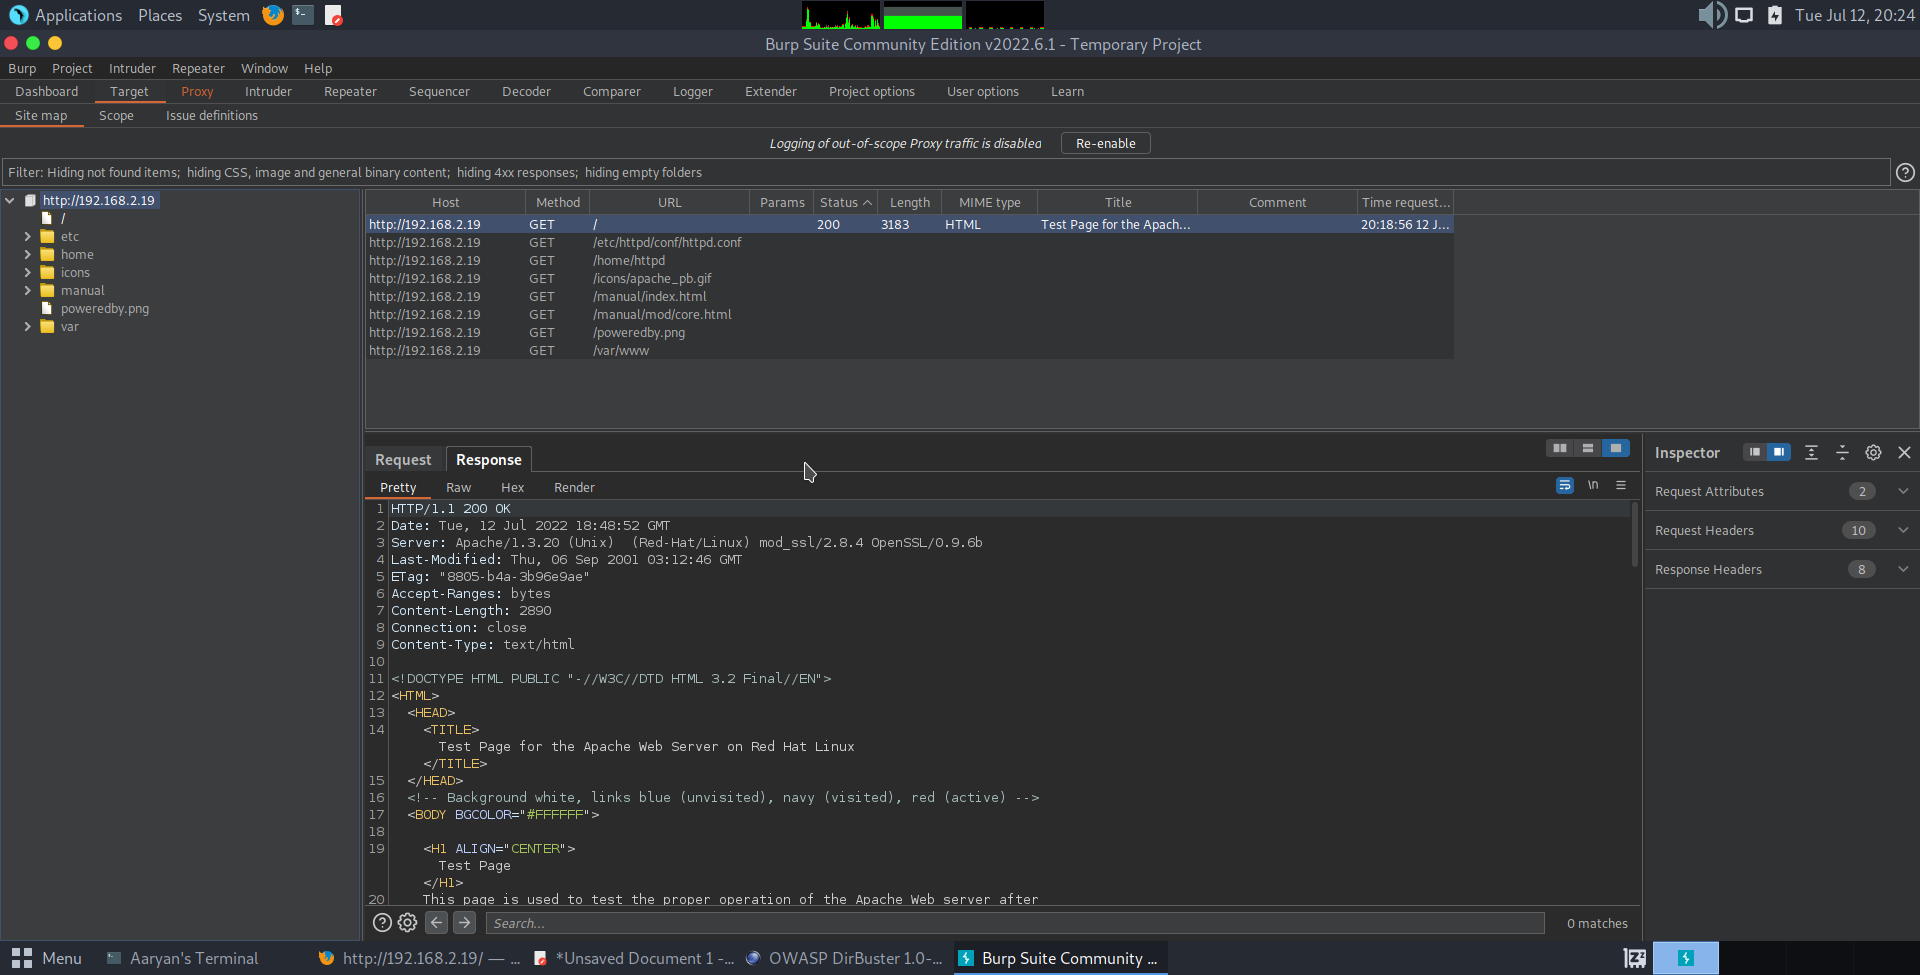 Applications Places System Tue Jul 12, 20:24
Burp Suite Community Edition v2022.6.1 - Temporary Project
Burp Project Intruder Repeater Window Help
Dashboard Target Proxy Intruder Repeater Sequencer Decoder Comparer Logger Extender Project options User options Learn
Site map Scope Issue definitions
Logging of out-of-scope Proxy traffic is disabled Re-enable
Filter: Hiding not found items; hiding CSS, image and general binary content; hiding 4xx responses; hiding empty folders
http://192.168.2.19
/
etc
home
icons
manual
poweredby.png
var
Host Method URL Params Status Length MIME type Title Comment Time request...
http://192.168.2.19 GET / 200 3183 HTML Test Page for the Apach... 20:18:56 12 J...
http://192.168.2.19 GET /etc/httpd/conf/httpd.conf
http://192.168.2.19 GET /home/httpd
http://192.168.2.19 GET /icons/apache_pb.gif
http://192.168.2.19 GET /manual/index.html
http://192.168.2.19 GET /manual/mod/core.html
http://192.168.2.19 GET /poweredby.png
http://192.168.2.19 GET /var/www
Request Response
Pretty Raw Hex Render \n
1 HTTP/1.1 200 OK
2 Date: Tue, 12 Jul 2022 18:48:52 GMT
3 Server: Apache/1.3.20 (Unix)  (Red-Hat/Linux) mod_ssl/2.8.4 OpenSSL/0.9.6b
4 Last-Modified: Thu, 06 Sep 2001 03:12:46 GMT
5 ETag: "8805-b4a-3b96e9ae"
6 Accept-Ranges: bytes
7 Content-Length: 2890
8 Connection: close
9 Content-Type: text/html
10
11 <!DOCTYPE HTML PUBLIC "-//W3C//DTD HTML 3.2 Final//EN">
12 <HTML>
13 <HEAD>
14 <TITLE>
Test Page for the Apache Web Server on Red Hat Linux
</TITLE>
15 </HEAD>
16 <!-- Background white, links blue (unvisited), navy (visited), red (active) -->
17 <BODY BGCOLOR="#FFFFFF">
18
19 <H1 ALIGN="CENTER">
Test Page
</H1>
20 This page is used to test the proper operation of the Apache Web server after
Search... 0 matches
Inspector
Request Attributes 2
Request Headers 10
Response Headers 8
Menu Aaryan's Terminal http://192.168.2.19/ — ... *Unsaved Document 1 -... OWASP DirBuster 1.0-... Burp Suite Community ...